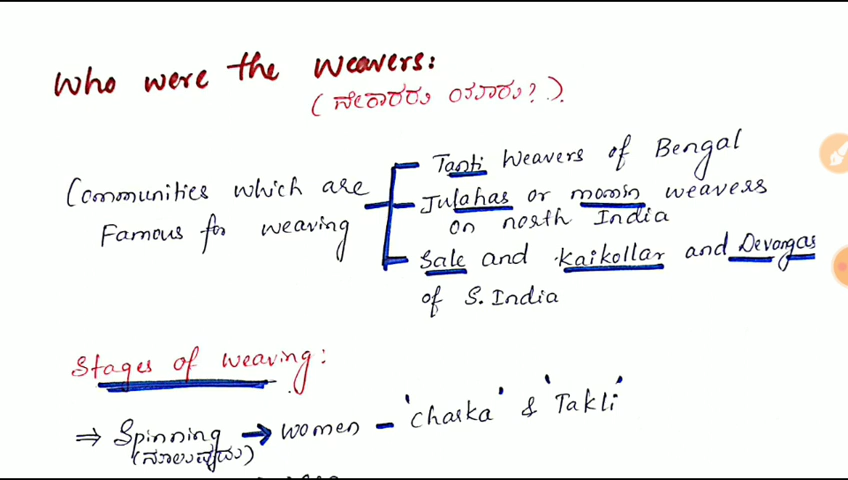 Who were the Weavers:
(ನೇಕಾರರು ಯಾರು?).
Tanti Weavers of Bengal
Communities which are
Julahas or momin weavers
on north India
Famous for weaving
Sale and Kaikollar and Devangas
of S. India
Stages of weaving:
⇒ Spinning → women – 'charka' & 'Takli'
(ನೂಲುವುದು)